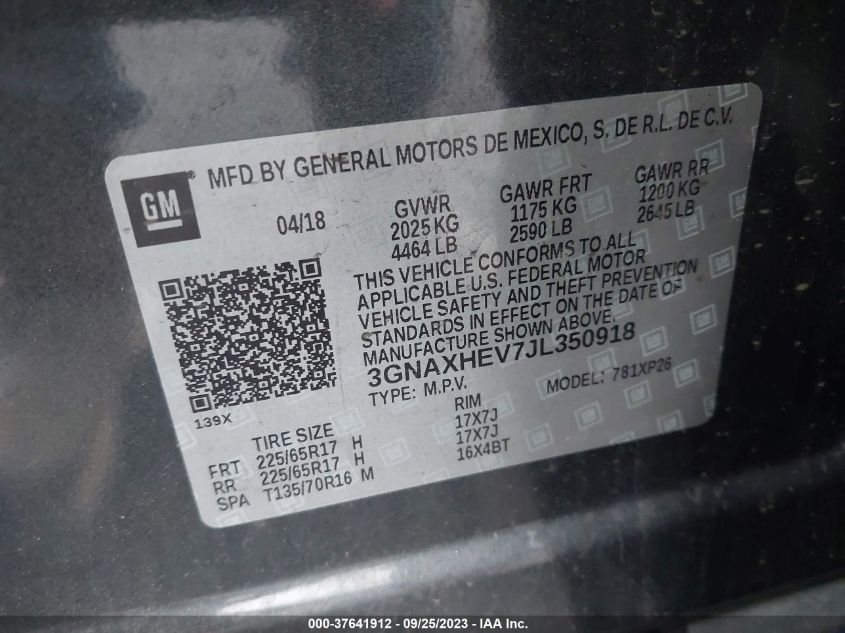 MFD BY GENERAL MOTORS DE MEXICO, S. DE R.L. DE C.V.
GM
04/18
GVWR
2025 KG
4464 LB
GAWR FRT
1175 KG
2590 LB
GAWR RR
1200 KG
2645 LB
THIS VEHICLE CONFORMS TO ALL
APPLICABLE U.S. FEDERAL MOTOR
VEHICLE SAFETY AND THEFT PREVENTION
STANDARDS IN EFFECT ON THE DATE OF
MANUFACTURE SHOWN ABOVE.
3GNAXHEV7JL350918
TYPE: M.P.V. MODEL: 781XP26
139X
TIRE SIZE RIM
FRT 225/65R17 H 17X7J
RR 225/65R17 H 17X7J
SPA T135/70R16 M 16X4BT
000-37641912 - 09/25/2023 - IAA Inc.